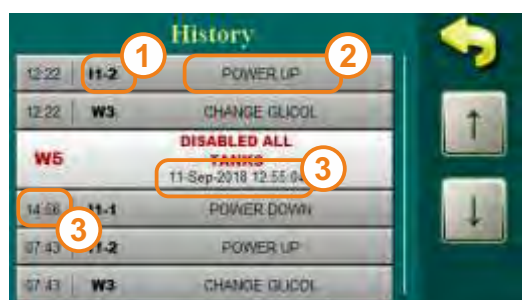 History
1
2
12:22 I1-2 POWER UP
12:22 W3 CHANGE GLICOL
DISABLED ALL
W5 TANKS
11-Sep-2018 12:55:04
3
14:56 I1-1 POWER DOWN
3
07:43 I1-2 POWER UP
07:43 W3 CHANGE GLICOL